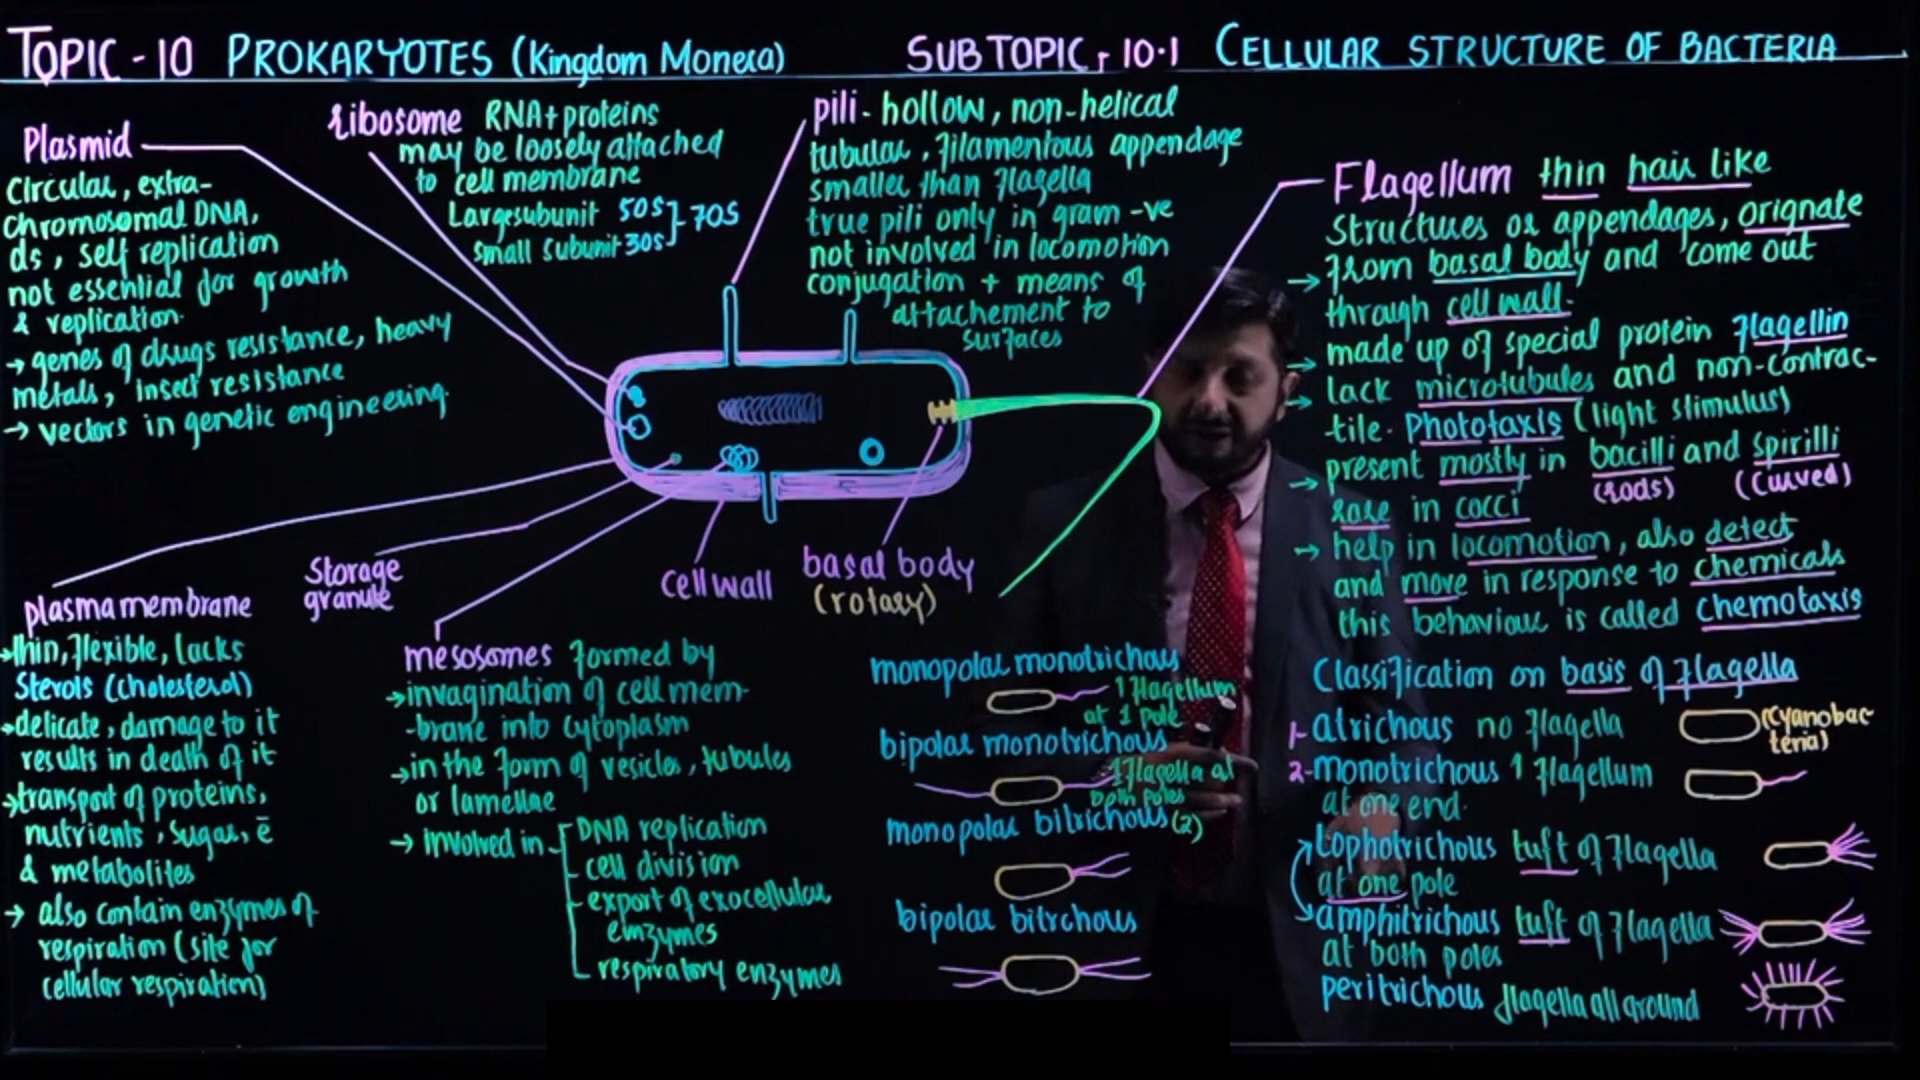 TOPIC - 10 PROKARYOTES (Kingdom Monera)
SUBTOPIC, 10.1 CELLULAR STRUCTURE OF BACTERIA
Plasmid
Circular, extra-
chromosomal DNA,
ds, self replication
not essential for growth
& replication.
→ genes of drugs resistance, heavy
metals, Insect resistance
→ vectors in genetic engineering.
ribosome RNA+proteins
may be loosely attached
to cell membrane
Largesubunit 50S
small subunit 30S
70S
pili - hollow, non-helical
tubular, filamentous appendage
smaller than flagella
true pili only in gram -ve
not involved in locomotion
conjugation + means of
attachement to
surfaces
Flagellum thin hair like
Structures or appendages, orignate
→ from basal body and come out
through cell wall.
→ made up of special protein flagellin
→ lack microtubules and non-contrac-
-tile. Phototaxis (light stimulus)
→ present mostly in bacilli and spirilli
(rods) (curved)
rare in cocci
→ help in locomotion, also detect
and move in response to chemicals
this behaviour is called chemotaxis
plasma membrane
→thin, flexible, lacks
Sterols (cholesterol)
→delicate, damage to it
results in death of it
→transport of proteins,
nutrients, sugar, ē
& metabolites
→ also contain enzymes of
respiration (site for
cellular respiration)
Storage
granule
mesosomes formed by
→invagination of cell mem-
-brane into cytoplasm
→in the form of vesicles, tubules
or lamellae
→ Involved in
DNA replication
cell division
export of exocellular
emzymes
respiratory enzymes
cell wall
basal body
(rotary)
monopolar monotrichous
1 flagellum
at 1 pole
bipolar monotrichous
1 flagella at
both poles
monopolar bitrichous (2)
bipolar bitrchous
Classification on basis of flagella
1- atrichous no flagella
(Cyanobac-
teria)
2-monotrichous 1 flagellum
at one end.
Lophotrichous tuft of flagella
at one pole
amphitrichous tuft of flagella
at both poles
peritrichous flagella all around